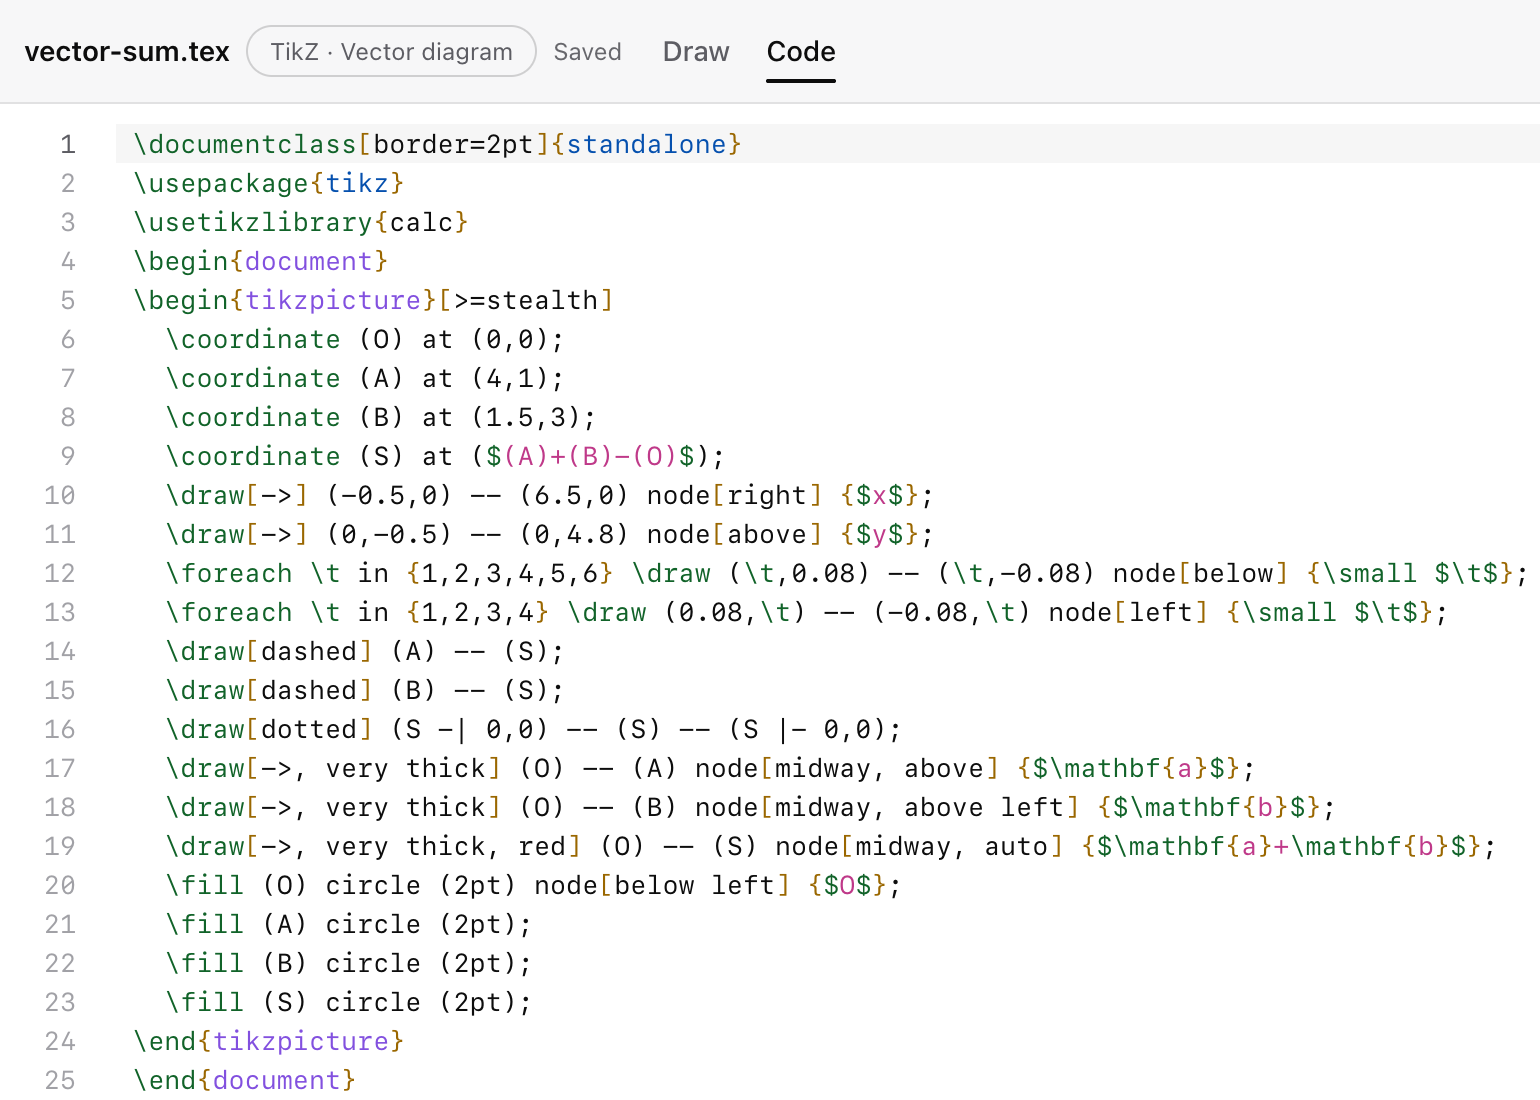 vector-sum.tex TikZ · Vector diagram Saved Draw Code
1 \documentclass[border=2pt]{standalone}
2 \usepackage{tikz}
3 \usetikzlibrary{calc}
4 \begin{document}
5 \begin{tikzpicture}[>=stealth]
6   \coordinate (O) at (0,0);
7   \coordinate (A) at (4,1);
8   \coordinate (B) at (1.5,3);
9   \coordinate (S) at ($(A)+(B)-(O)$);
10   \draw[->] (-0.5,0) -- (6.5,0) node[right] {$x$};
11   \draw[->] (0,-0.5) -- (0,4.8) node[above] {$y$};
12   \foreach \t in {1,2,3,4,5,6} \draw (\t,0.08) -- (\t,-0.08) node[below] {\small $\t$};
13   \foreach \t in {1,2,3,4} \draw (0.08,\t) -- (-0.08,\t) node[left] {\small $\t$};
14   \draw[dashed] (A) -- (S);
15   \draw[dashed] (B) -- (S);
16   \draw[dotted] (S -| 0,0) -- (S) -- (S |- 0,0);
17   \draw[->, very thick] (O) -- (A) node[midway, above] {$\mathbf{a}$};
18   \draw[->, very thick] (O) -- (B) node[midway, above left] {$\mathbf{b}$};
19   \draw[->, very thick, red] (O) -- (S) node[midway, auto] {$\mathbf{a}+\mathbf{b}$};
20   \fill (O) circle (2pt) node[below left] {$O$};
21   \fill (A) circle (2pt);
22   \fill (B) circle (2pt);
23   \fill (S) circle (2pt);
24 \end{tikzpicture}
25 \end{document}